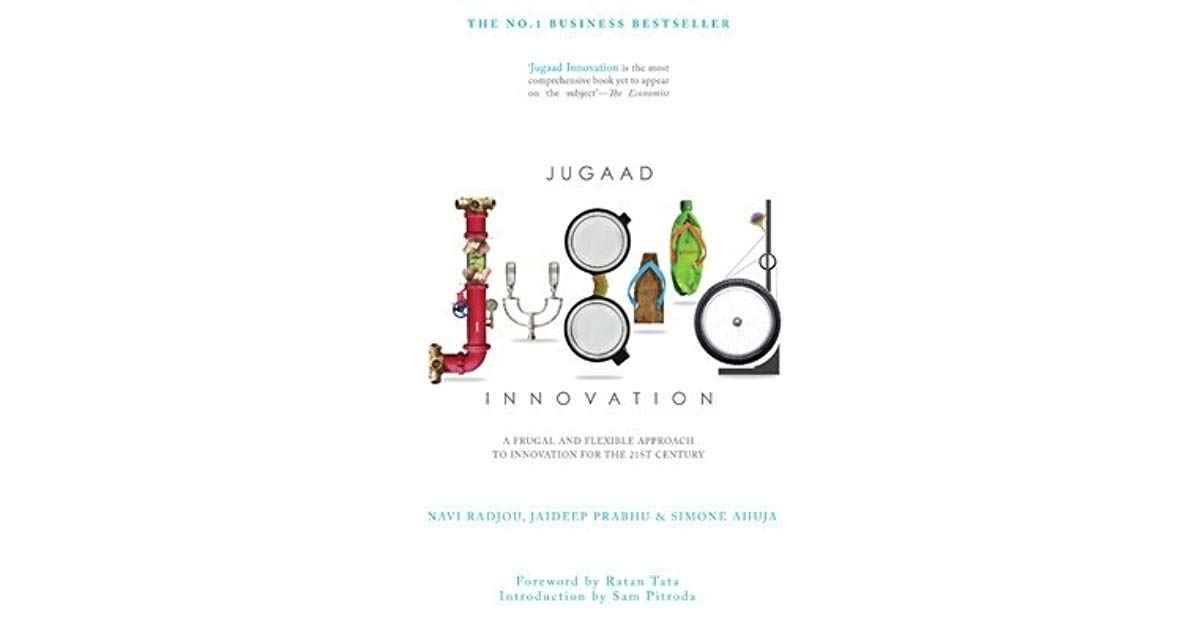 THE NO.1 BUSINESS BESTSELLER
'Jugaad Innovation is the most
comprehensive book yet to appear
on the subject'—The Economist
JUGAAD
INNOVATION
A FRUGAL AND FLEXIBLE APPROACH
TO INNOVATION FOR THE 21ST CENTURY
NAVI RADJOU, JAIDEEP PRABHU & SIMONE AHUJA
Foreword by Ratan Tata
Introduction by Sam Pitroda